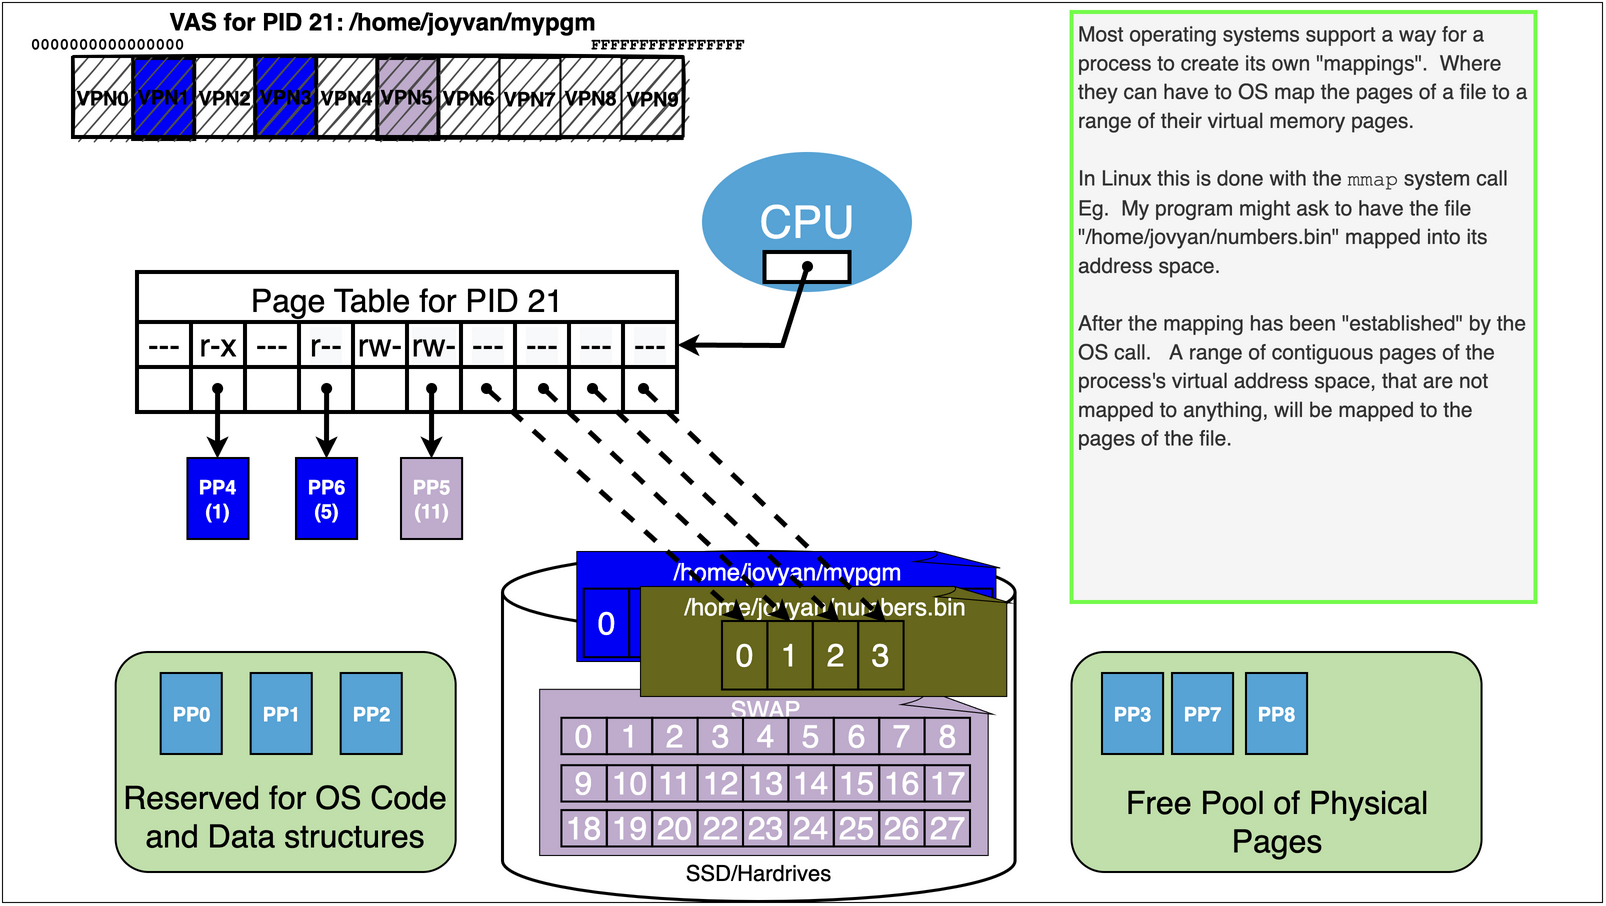 VAS for PID 21: /home/joyvan/mypgm
0000000000000000
FFFFFFFFFFFFFFFF
VPN0 VPN1 VPN2 VPN3 VPN4 VPN5 VPN6 VPN7 VPN8 VPN9
CPU
Page Table for PID 21
--- r-x --- r-- rw- rw- --- --- --- ---
PP4
(1)
PP6
(5)
PP5
(11)
/home/jovyan/mypgm
0
/home/jovyan/numbers.bin
0 1 2 3
SWAP
0 1 2 3 4 5 6 7 8
9 10 11 12 13 14 15 16 17
18 19 20 22 23 24 25 26 27
SSD/Hardrives
PP0 PP1 PP2
Reserved for OS Code
and Data structures
Most operating systems support a way for a
process to create its own "mappings".  Where
they can have to OS map the pages of a file to a
range of their virtual memory pages.
In Linux this is done with the mmap system call
Eg.  My program might ask to have the file
"/home/jovyan/numbers.bin" mapped into its
address space.
After the mapping has been "established" by the
OS call.   A range of contiguous pages of the
process's virtual address space, that are not
mapped to anything, will be mapped to the
pages of the file.
PP3 PP7 PP8
Free Pool of Physical
Pages